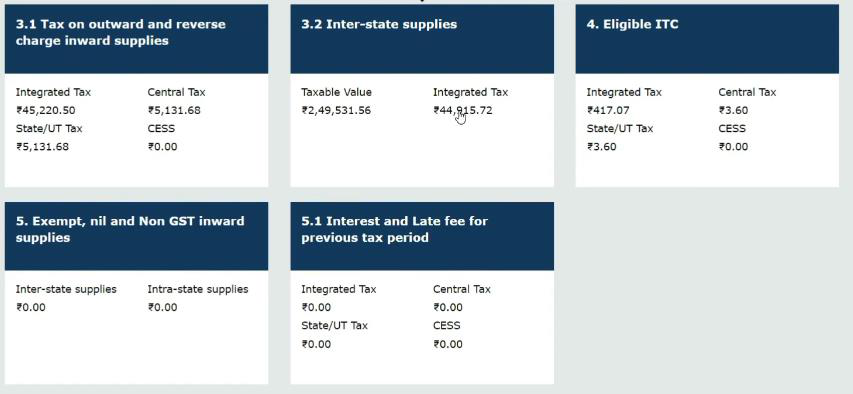 3.1 Tax on outward and reverse
charge inward supplies
Integrated Tax Central Tax
₹45,220.50 ₹5,131.68
State/UT Tax CESS
₹5,131.68 ₹0.00
3.2 Inter-state supplies
Taxable Value Integrated Tax
₹2,49,531.56 ₹44,915.72
4. Eligible ITC
Integrated Tax Central Tax
₹417.07 ₹3.60
State/UT Tax CESS
₹3.60 ₹0.00
5. Exempt, nil and Non GST inward
supplies
Inter-state supplies Intra-state supplies
₹0.00 ₹0.00
5.1 Interest and Late fee for
previous tax period
Integrated Tax Central Tax
₹0.00 ₹0.00
State/UT Tax CESS
₹0.00 ₹0.00